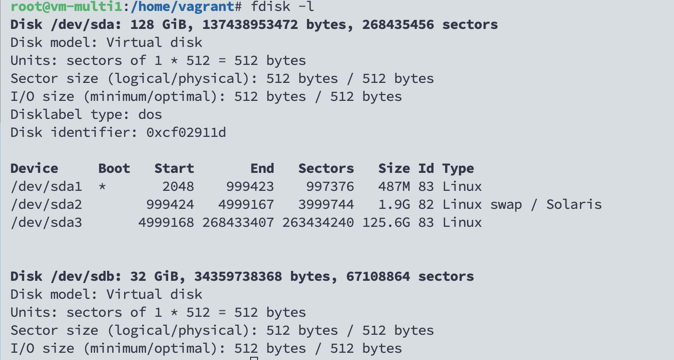 root@vm-multi1:/home/vagrant# fdisk -l
Disk /dev/sda: 128 GiB, 137438953472 bytes, 268435456 sectors
Disk model: Virtual disk
Units: sectors of 1 * 512 = 512 bytes
Sector size (logical/physical): 512 bytes / 512 bytes
I/O size (minimum/optimal): 512 bytes / 512 bytes
Disklabel type: dos
Disk identifier: 0xcf02911d
Device Boot Start End Sectors Size Id Type
/dev/sda1 * 2048 999423 997376 487M 83 Linux
/dev/sda2 999424 4999167 3999744 1.9G 82 Linux swap / Solaris
/dev/sda3 4999168 268433407 263434240 125.6G 83 Linux
Disk /dev/sdb: 32 GiB, 34359738368 bytes, 67108864 sectors
Disk model: Virtual disk
Units: sectors of 1 * 512 = 512 bytes
Sector size (logical/physical): 512 bytes / 512 bytes
I/O size (minimum/optimal): 512 bytes / 512 bytes